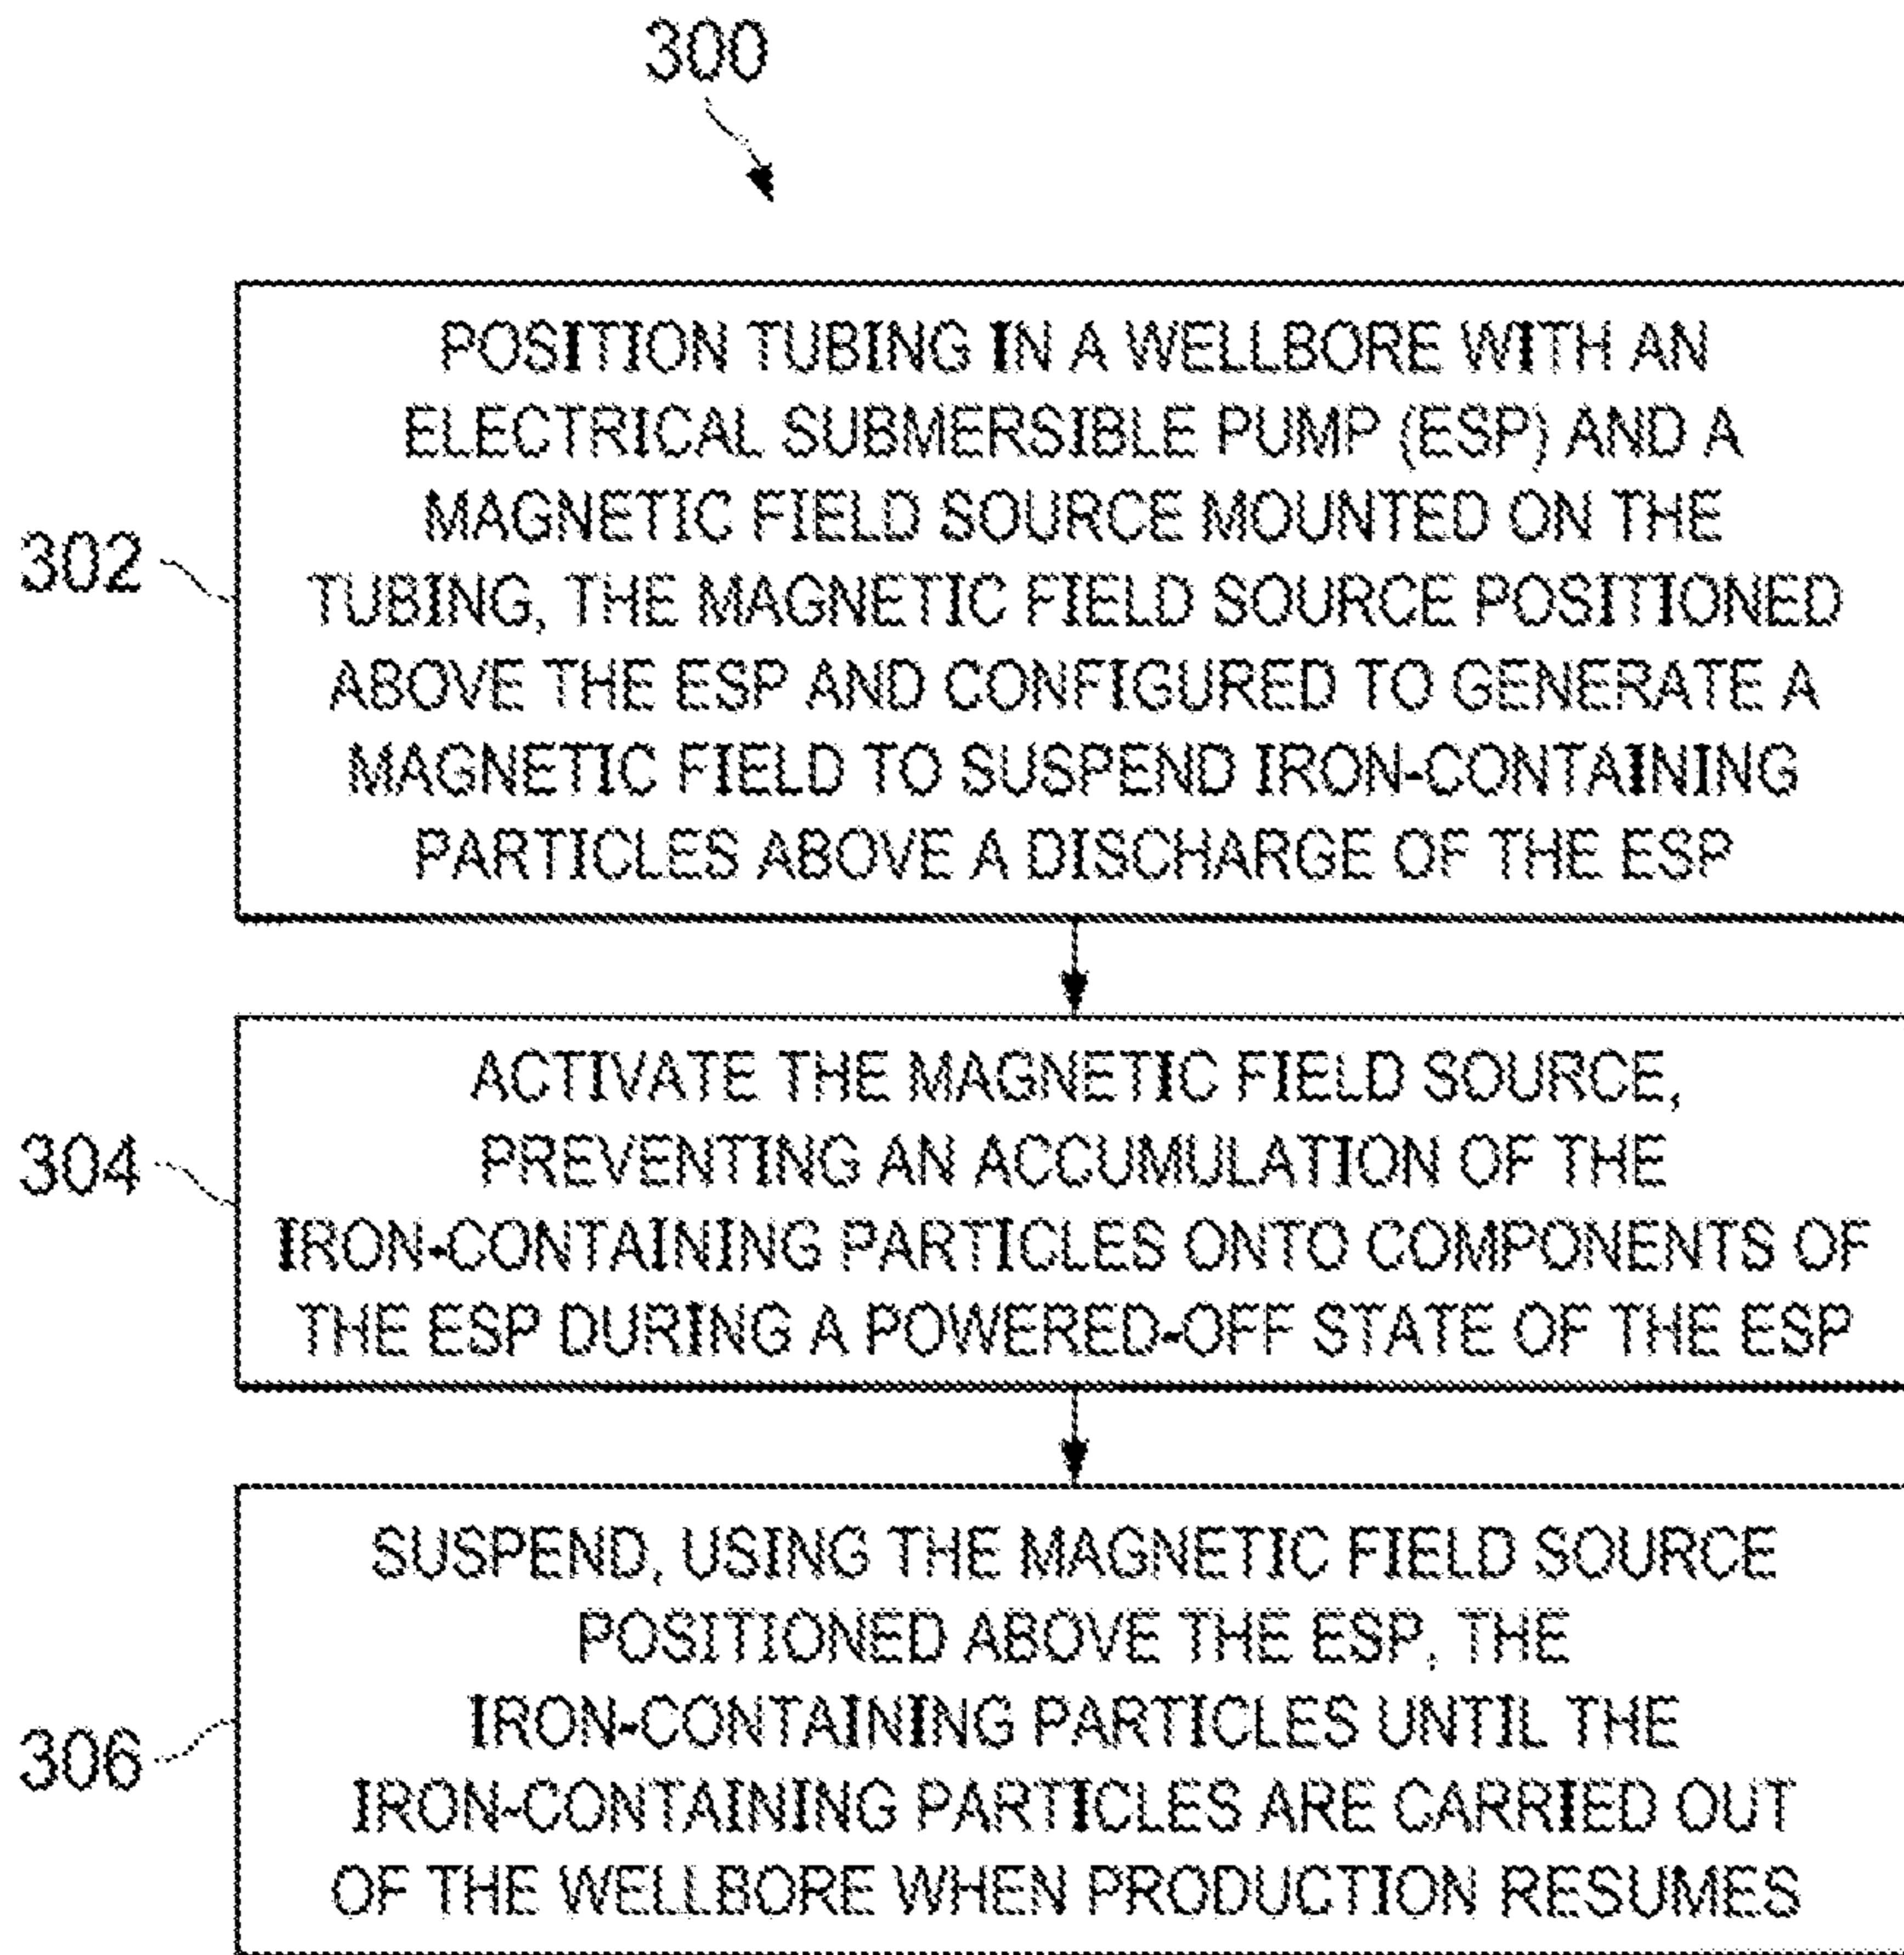 300
302
POSITION TUBING IN A WELLBORE WITH AN
ELECTRICAL SUBMERSIBLE PUMP (ESP) AND A
MAGNETIC FIELD SOURCE MOUNTED ON THE
TUBING, THE MAGNETIC FIELD SOURCE POSITIONED
ABOVE THE ESP AND CONFIGURED TO GENERATE A
MAGNETIC FIELD TO SUSPEND IRON-CONTAINING
PARTICLES ABOVE A DISCHARGE OF THE ESP
304
ACTIVATE THE MAGNETIC FIELD SOURCE,
PREVENTING AN ACCUMULATION OF THE
IRON-CONTAINING PARTICLES ONTO COMPONENTS OF
THE ESP DURING A POWERED-OFF STATE OF THE ESP
306
SUSPEND, USING THE MAGNETIC FIELD SOURCE
POSITIONED ABOVE THE ESP, THE
IRON-CONTAINING PARTICLES UNTIL THE
IRON-CONTAINING PARTICLES ARE CARRIED OUT
OF THE WELLBORE WHEN PRODUCTION RESUMES